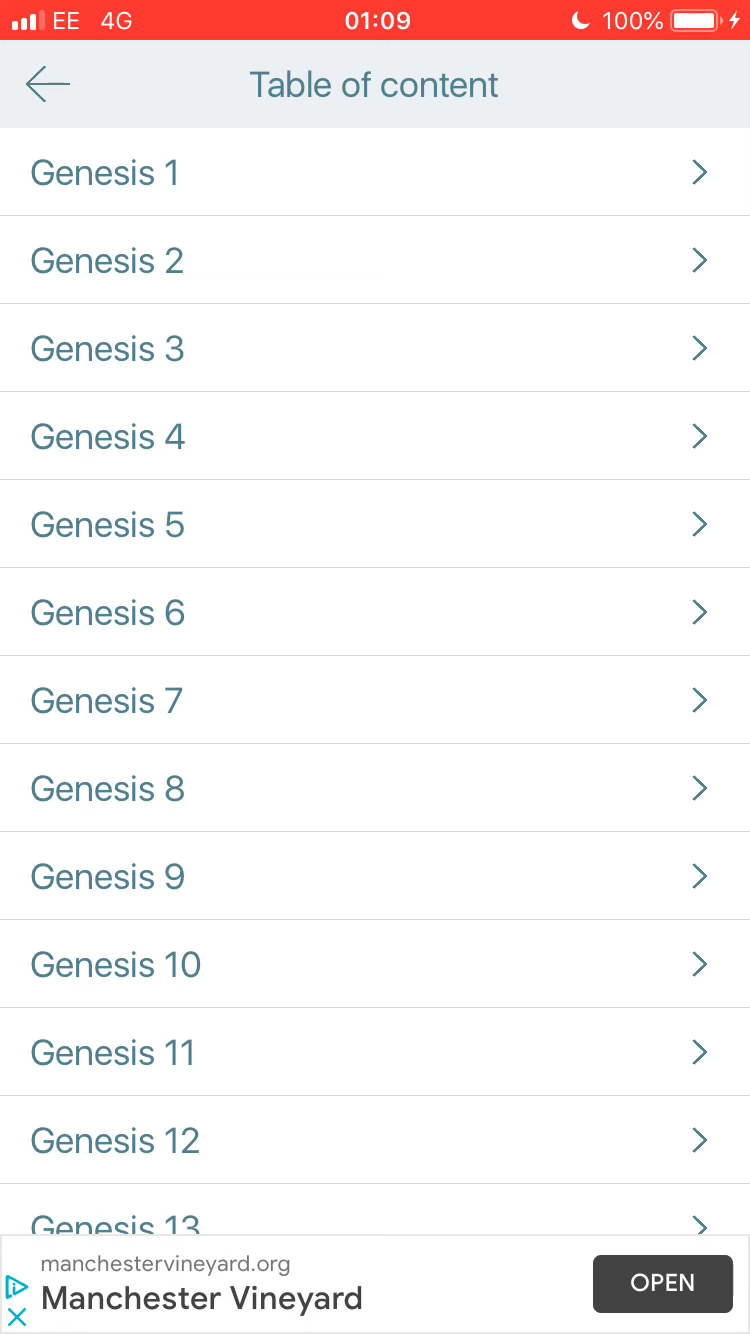 EE 4G 01:09 100%
Table of content
Genesis 1
Genesis 2
Genesis 3
Genesis 4
Genesis 5
Genesis 6
Genesis 7
Genesis 8
Genesis 9
Genesis 10
Genesis 11
Genesis 12
Genesis 13
manchestervineyard.org
Manchester Vineyard
OPEN